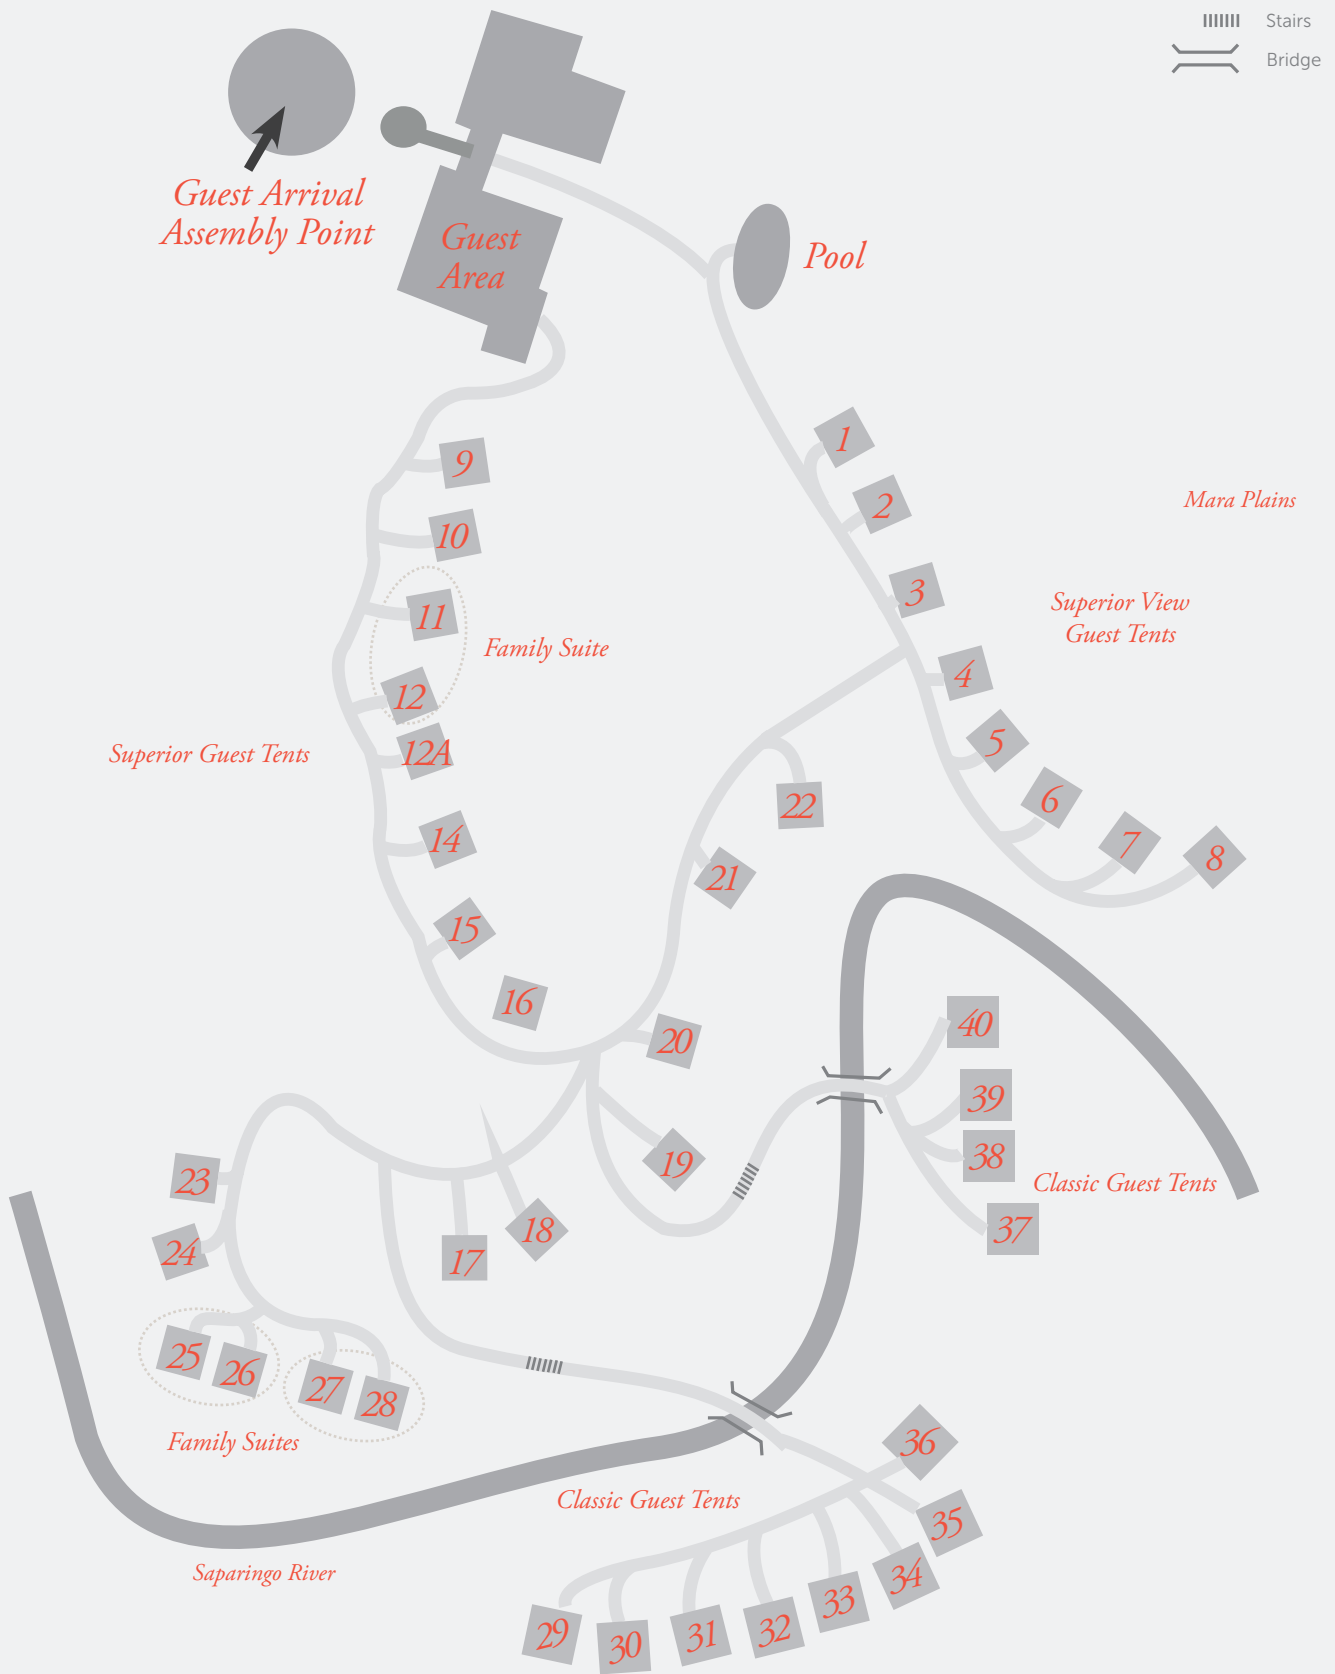 Stairs
Bridge
Guest Arrival
Assembly Point
Guest
Area
Pool
1
9
2
Mara Plains
10
3
Superior View
Guest Tents
11
Family Suite
4
12
5
Superior Guest Tents
12A
6
22
14
7
8
21
15
16
40
20
39
38
19
23
Classic Guest Tents
37
18
24
17
25
26
27
28
Family Suites
36
Classic Guest Tents
35
Saparingo River
34
33
29
30
31
32